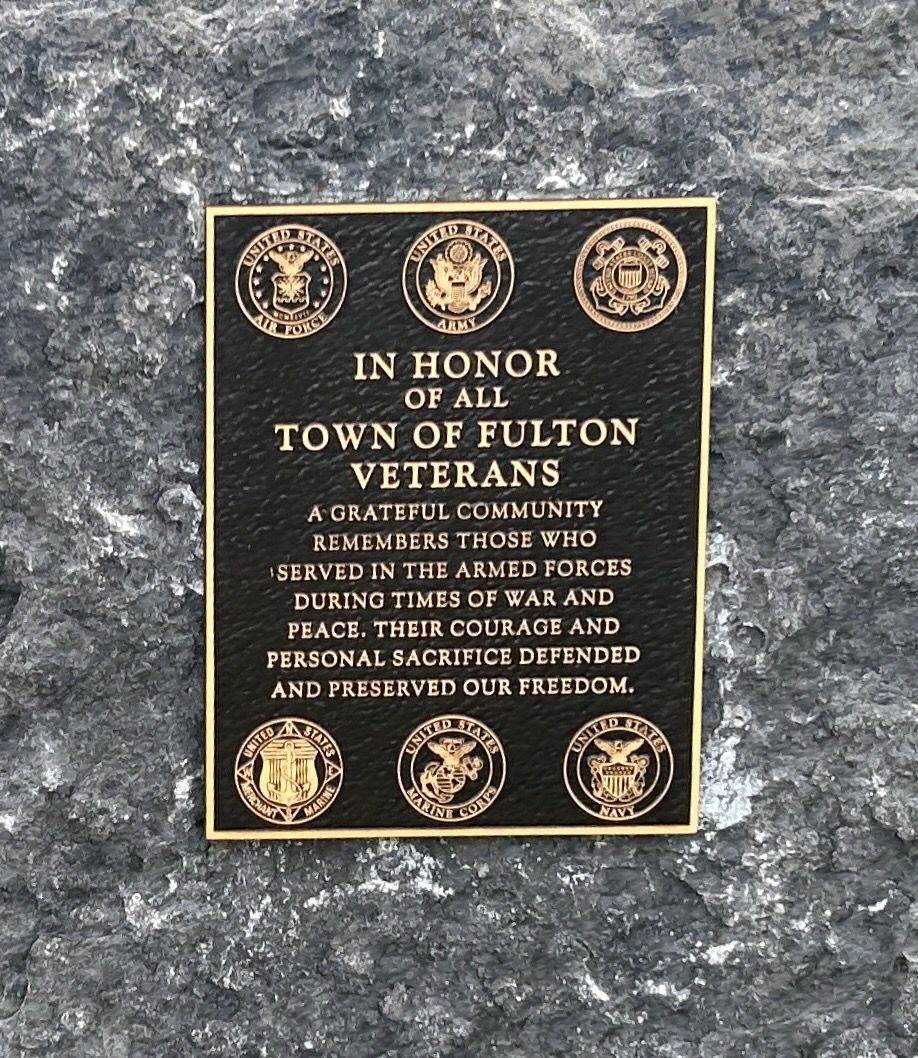 UNITED STATES
AIR FORCE
UNITED STATES
ARMY
IN HONOR
OF ALL
TOWN OF FULTON
VETERANS
A GRATEFUL COMMUNITY
REMEMBERS THOSE WHO
SERVED IN THE ARMED FORCES
DURING TIMES OF WAR AND
PEACE. THEIR COURAGE AND
PERSONAL SACRIFICE DEFENDED
AND PRESERVED OUR FREEDOM.
UNITED STATES
MERCHANT MARINE
UNITED STATES
MARINE CORPS
UNITED STATES
NAVY